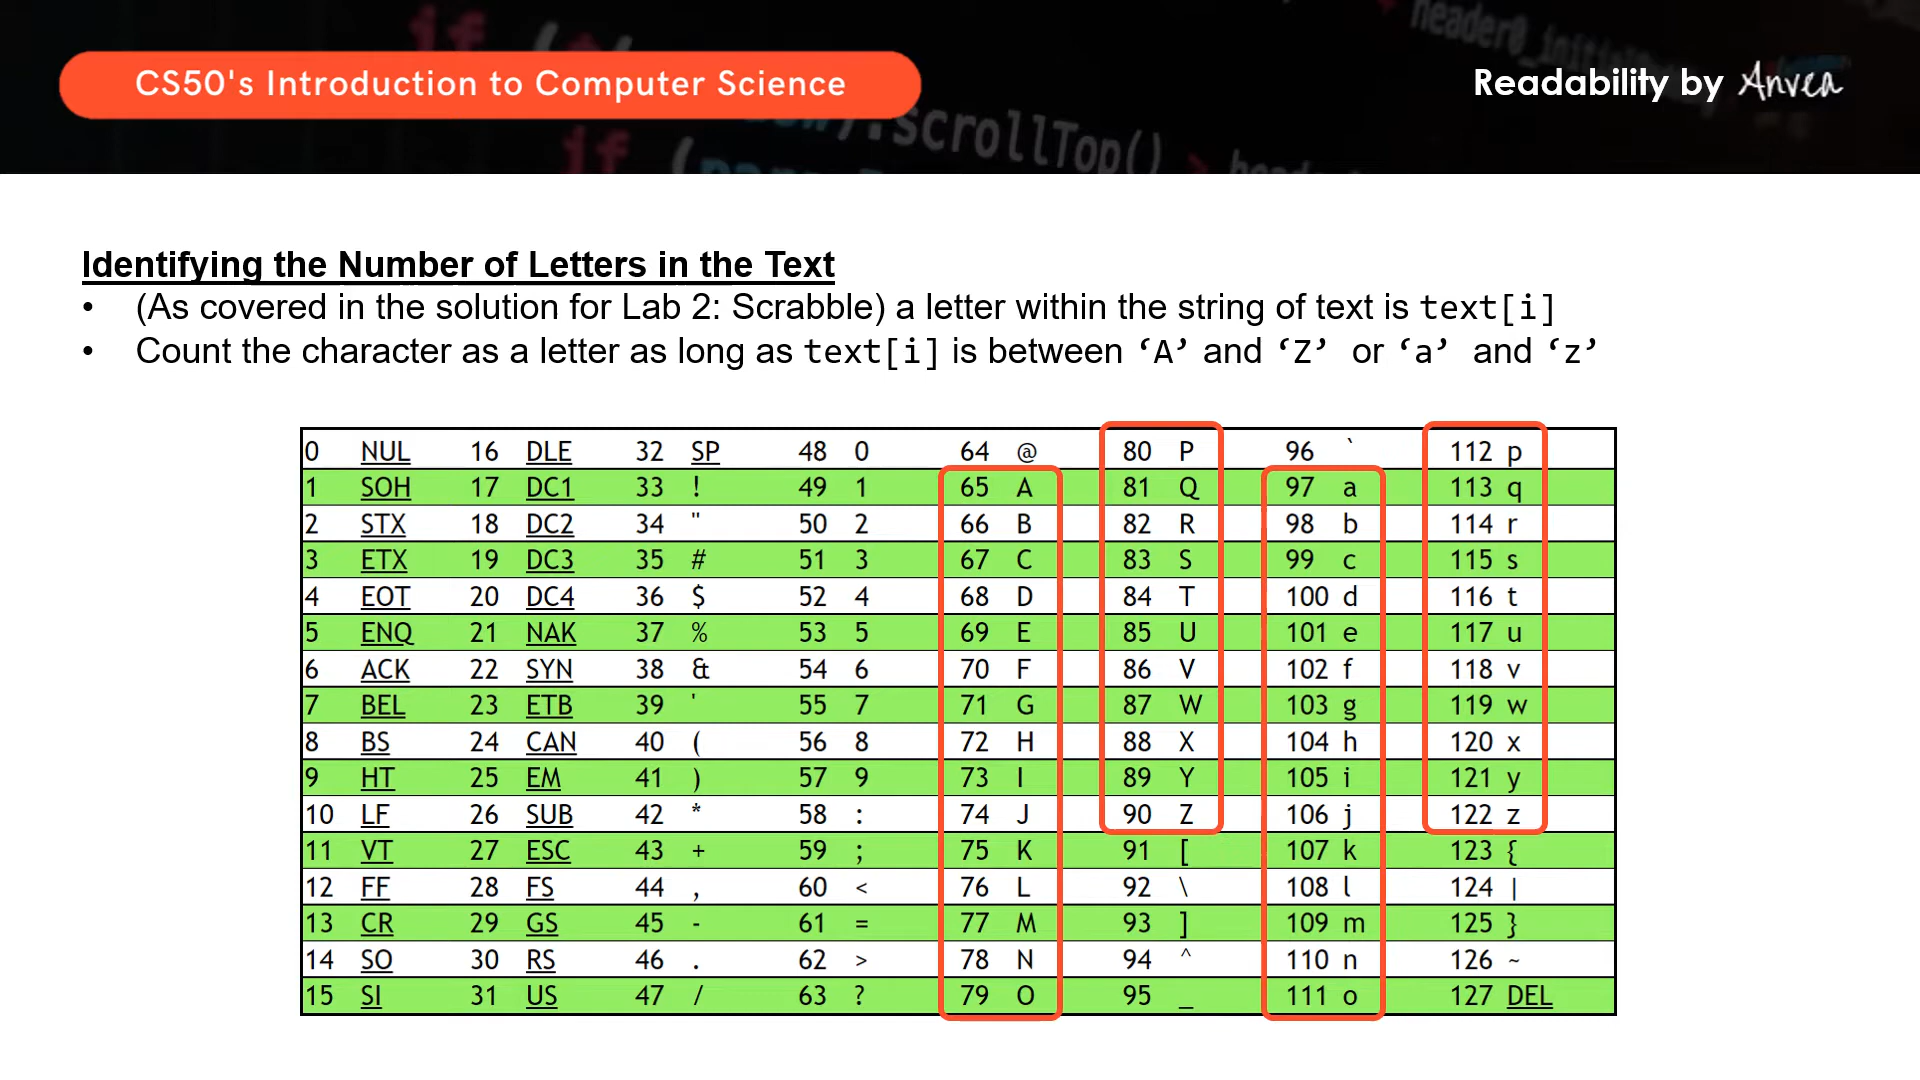 if (
header@_initi
CS50's Introduction to Computer Science
Readability by Anvea
).scrollTop() > header
if (
Identifying the Number of Letters in the Text
• (As covered in the solution for Lab 2: Scrabble) a letter within the string of text is text[i]
• Count the character as a letter as long as text[i] is between ‘A’ and ‘Z’ or ‘a’ and ‘z’
0 NUL 16 DLE 32 SP 48 0 64 @ 80 P 96 ` 112 p
1 SOH 17 DC1 33 ! 49 1 65 A 81 Q 97 a 113 q
2 STX 18 DC2 34 " 50 2 66 B 82 R 98 b 114 r
3 ETX 19 DC3 35 # 51 3 67 C 83 S 99 c 115 s
4 EOT 20 DC4 36 $ 52 4 68 D 84 T 100 d 116 t
5 ENQ 21 NAK 37 % 53 5 69 E 85 U 101 e 117 u
6 ACK 22 SYN 38 & 54 6 70 F 86 V 102 f 118 v
7 BEL 23 ETB 39 ' 55 7 71 G 87 W 103 g 119 w
8 BS 24 CAN 40 ( 56 8 72 H 88 X 104 h 120 x
9 HT 25 EM 41 ) 57 9 73 I 89 Y 105 i 121 y
10 LF 26 SUB 42 * 58 : 74 J 90 Z 106 j 122 z
11 VT 27 ESC 43 + 59 ; 75 K 91 [ 107 k 123 {
12 FF 28 FS 44 , 60 < 76 L 92 \ 108 l 124 |
13 CR 29 GS 45 - 61 = 77 M 93 ] 109 m 125 }
14 SO 30 RS 46 . 62 > 78 N 94 ^ 110 n 126 ~
15 SI 31 US 47 / 63 ? 79 O 95 _ 111 o 127 DEL